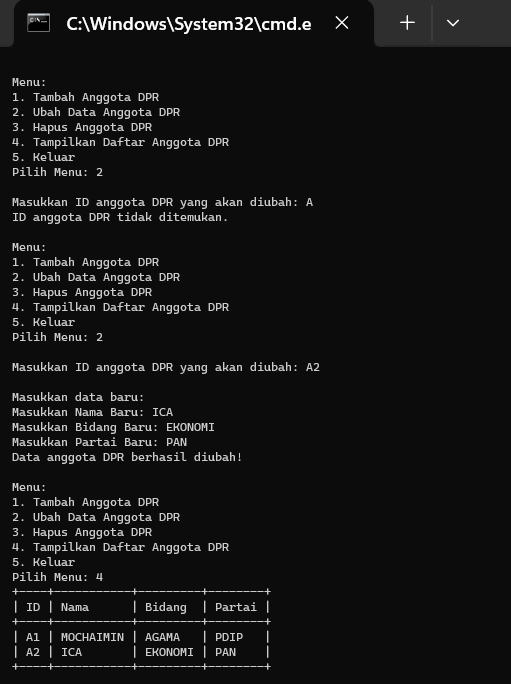 C:\Windows\System32\cmd.e
Menu:
1. Tambah Anggota DPR
2. Ubah Data Anggota DPR
3. Hapus Anggota DPR
4. Tampilkan Daftar Anggota DPR
5. Keluar
Pilih Menu: 2
Masukkan ID anggota DPR yang akan diubah: A
ID anggota DPR tidak ditemukan.
Menu:
1. Tambah Anggota DPR
2. Ubah Data Anggota DPR
3. Hapus Anggota DPR
4. Tampilkan Daftar Anggota DPR
5. Keluar
Pilih Menu: 2
Masukkan ID anggota DPR yang akan diubah: A2
Masukkan data baru:
Masukkan Nama Baru: ICA
Masukkan Bidang Baru: EKONOMI
Masukkan Partai Baru: PAN
Data anggota DPR berhasil diubah!
Menu:
1. Tambah Anggota DPR
2. Ubah Data Anggota DPR
3. Hapus Anggota DPR
4. Tampilkan Daftar Anggota DPR
5. Keluar
Pilih Menu: 4
+----+-----------+---------+--------+
| ID | Nama      | Bidang  | Partai |
+----+-----------+---------+--------+
| A1 | MOCHAIMIN | AGAMA   | PDIP   |
| A2 | ICA       | EKONOMI | PAN    |
+----+-----------+---------+--------+